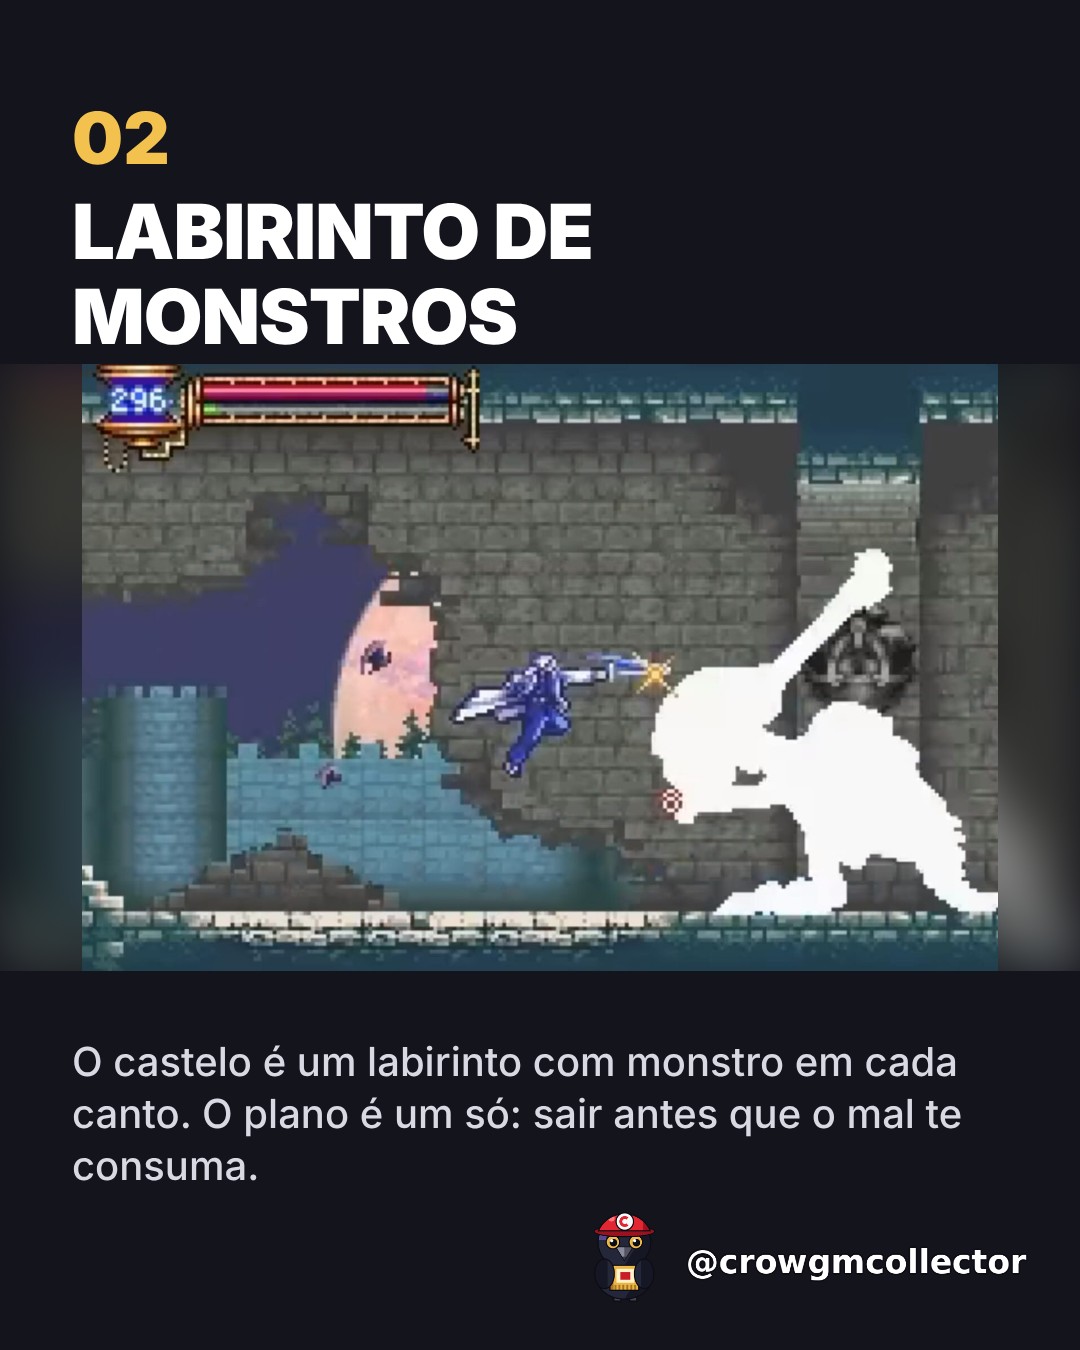 02
LABIRINTO DE
MONSTROS
296
O castelo é um labirinto com monstro em cada
canto. O plano é um só: sair antes que o mal te
consuma.
C
@crowgmcollector